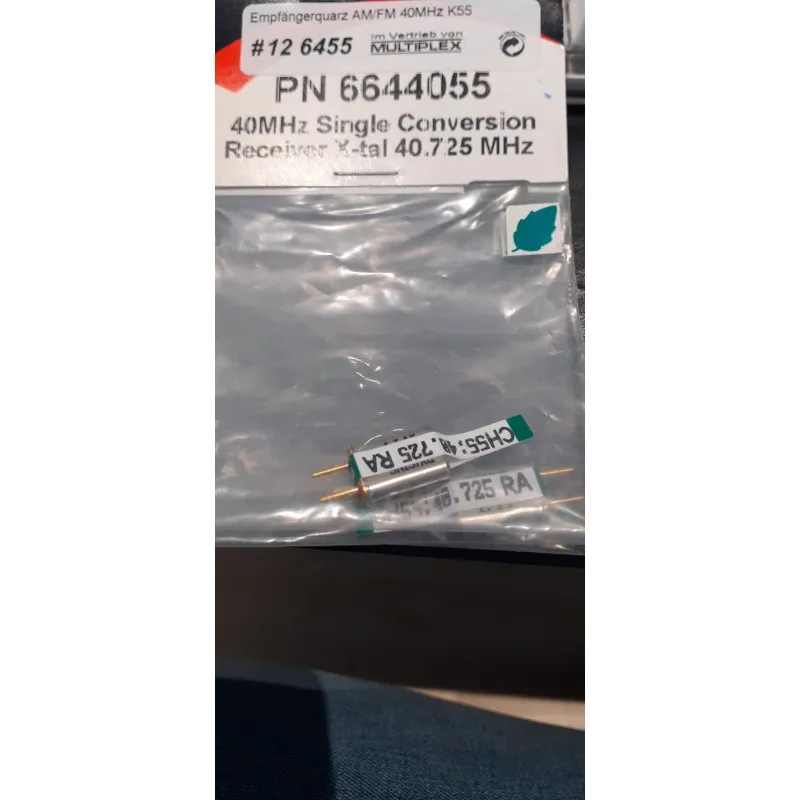 Empfängerquarz AM/FM 40MHz K55
#12 6455 Im Vertrieb von MULTIPLEX
PN 6644055
40MHz Single Conversion
Receiver X-tal 40.725 MHz
CH55:40.725 RA
.725 RA